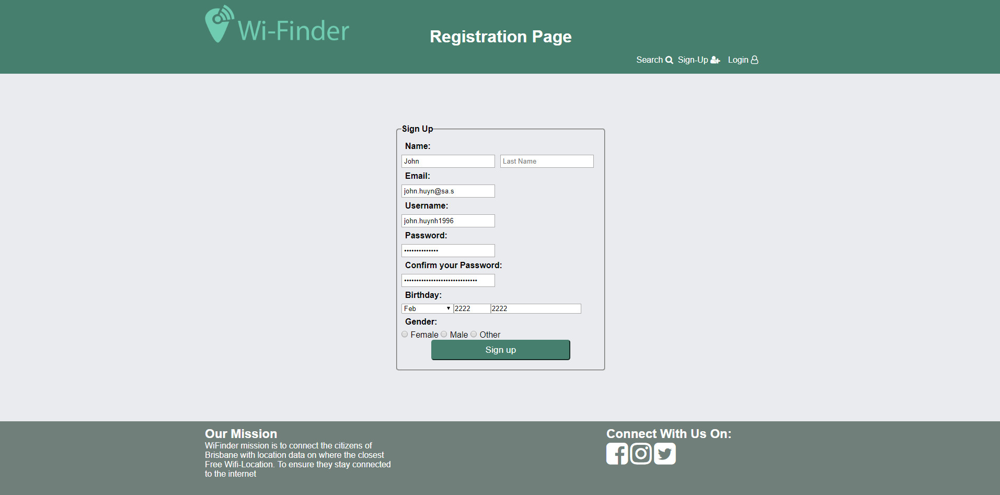 Wi-Finder
Registration Page
Search Sign-Up Login
Sign Up
Name:
John Last Name
Email:
john.huyn@sa.s
Username:
john.huynh1996
Password:
••••••••••••••
Confirm your Password:
••••••••••••••••••••••••••••••
Birthday:
Feb 2222 2222
Gender:
Female Male Other
Sign up
Our Mission
WiFinder mission is to connect the citizens of
Brisbane with location data on where the closest
Free Wifi-Location. To ensure they stay connected
to the internet
Connect With Us On: